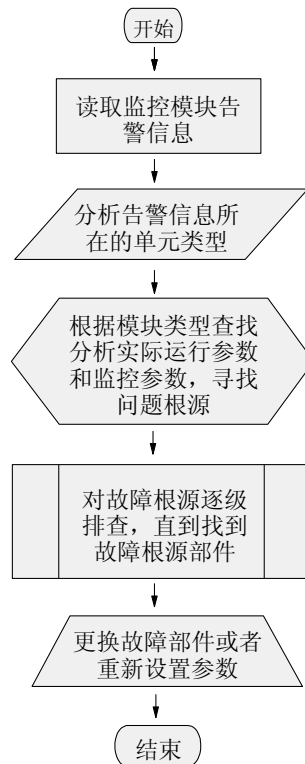 开始
读取监控模块告
警信息
分析告警信息所
在的单元类型
根据模块类型查找
分析实际运行参数
和监控参数，寻找
问题根源
对故障根源逐级
排查，直到找到
故障根源部件
更换故障部件或者
重新设置参数
结束